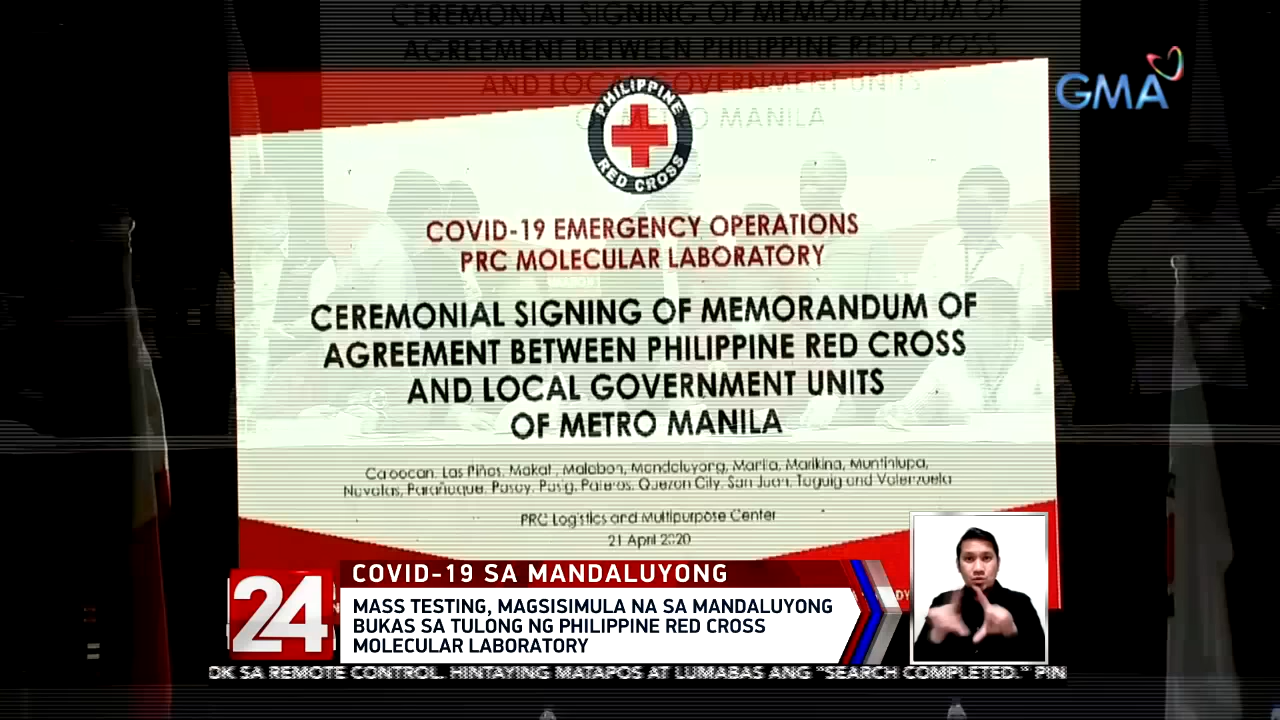 CEREMONIAL SIGNING OF MEMORANDUM OF
AGREEMENT BETWEEN PHILIPPINE RED CROSS
AND LOCAL GOVERNMENT UNITS
OF METRO MANILA
GMA
PHILIPPINE
RED CROSS
COVID-19 EMERGENCY OPERATIONS
PRC MOLECULAR LABORATORY
CEREMONIAL SIGNING OF MEMORANDUM OF
AGREEMENT BETWEEN PHILIPPINE RED CROSS
AND LOCAL GOVERNMENT UNITS
OF METRO MANILA
Caloocan, Las Piñas, Makati, Malabon, Mandaluyong, Manila, Marikina, Muntinlupa,
Navotas, Parañaque, Pasay, Pasig, Pateros, Quezon City, San Juan, Taguig and Valenzuela
PRC Logistics and Multipurpose Center
21 April 2020
24
COVID-19 SA MANDALUYONG
MASS TESTING, MAGSISIMULA NA SA MANDALUYONG
BUKAS SA TULONG NG PHILIPPINE RED CROSS
MOLECULAR LABORATORY
OK SA REMOTE CONTROL. HINTAYING MATAPOS AT LUMABAS ANG "SEARCH COMPLETED." PIN